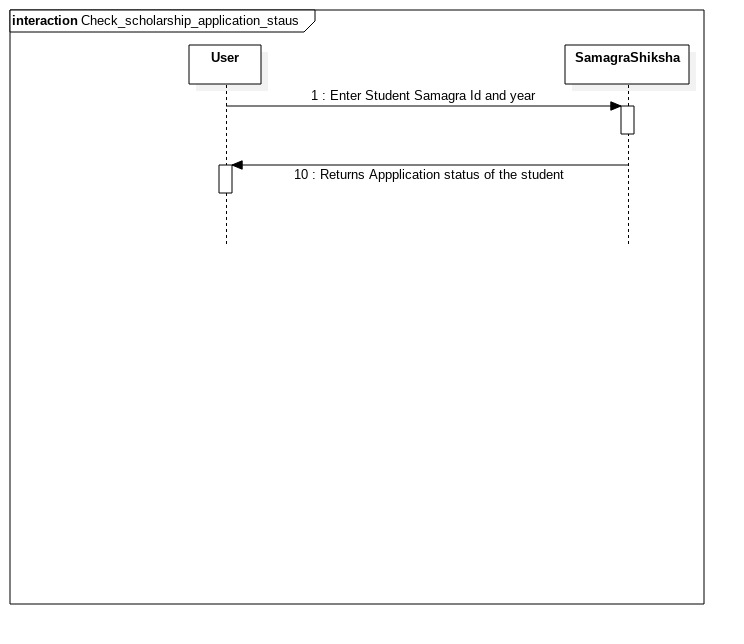 interaction Check_scholarship_application_staus
User
SamagraShiksha
1 : Enter Student Samagra Id and year
10 : Returns Appplication status of the student